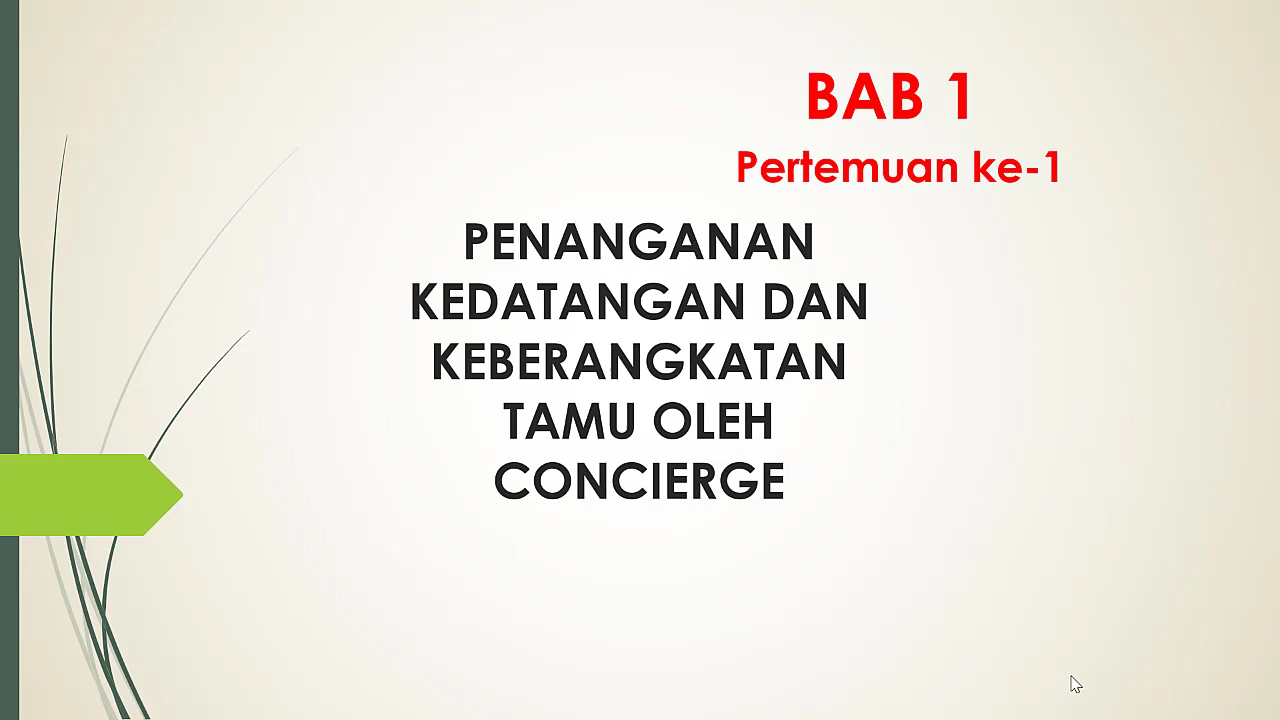 BAB 1
Pertemuan ke-1
PENANGANAN
KEDATANGAN DAN
KEBERANGKATAN
TAMU OLEH
CONCIERGE